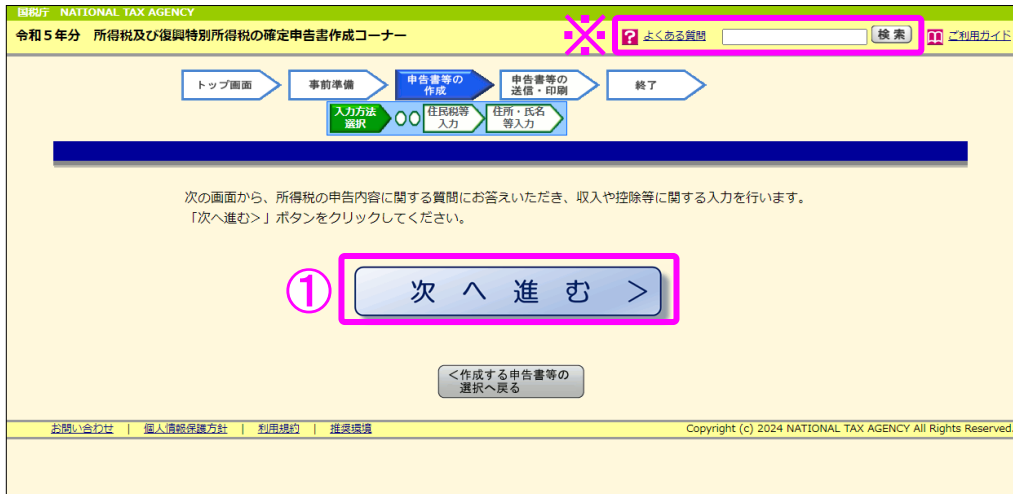 国税庁 NATIONAL TAX AGENCY
令和5年分 所得税及び復興特別所得税の確定申告書作成コーナー
※
? よくある質問 検索 ご利用ガイド
トップ画面
事前準備
申告書等の
作成
申告書等の
送信・印刷
終了
入力方法
選択
○○
住民税等
入力
住所・氏名
等入力
次の画面から、所得税の申告内容に関する質問にお答えいただき、収入や控除等に関する入力を行います。
「次へ進む>」ボタンをクリックしてください。
①
次へ進む >
<作成する申告書等の
選択へ戻る
お問い合わせ | 個人情報保護方針 | 利用規約 | 推奨環境
Copyright (c) 2024 NATIONAL TAX AGENCY All Rights Reserved.